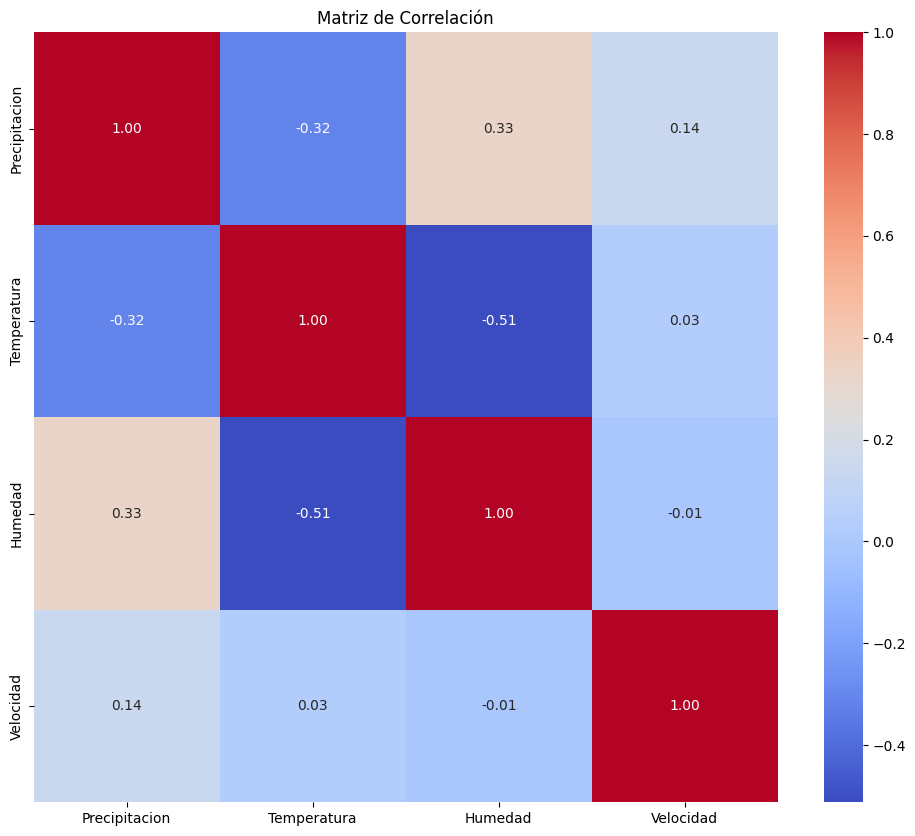 Matriz de Correlación
Precipitacion
1.00
-0.32
0.33
0.14
Temperatura
-0.32
1.00
-0.51
0.03
Humedad
0.33
-0.51
1.00
-0.01
Velocidad
0.14
0.03
-0.01
1.00
Precipitacion
Temperatura
Humedad
Velocidad
1.0
0.8
0.6
0.4
0.2
0.0
−0.2
−0.4